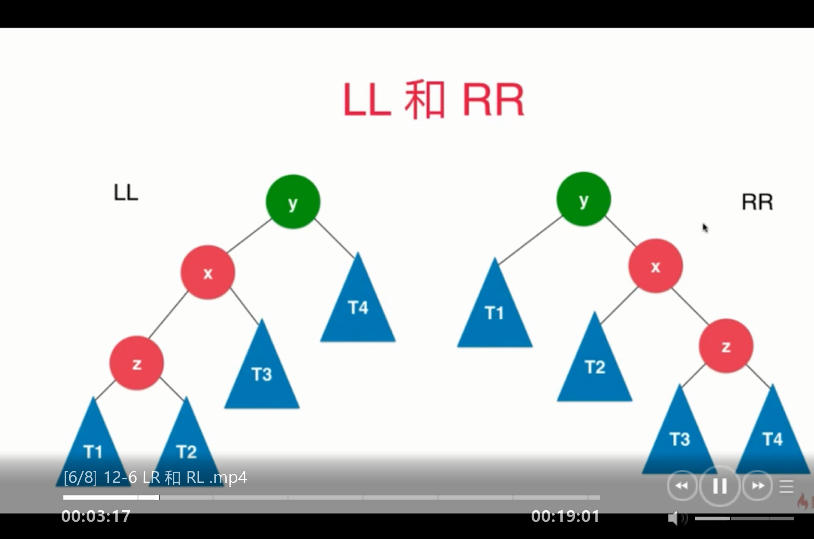 LL 和 RR
LL
y
x
z
T1
T2
T3
T4
RR
y
x
z
T1
T2
T3
T4
[6/8] 12-6 LR 和 RL .mp4
00:03:17
00:19:01